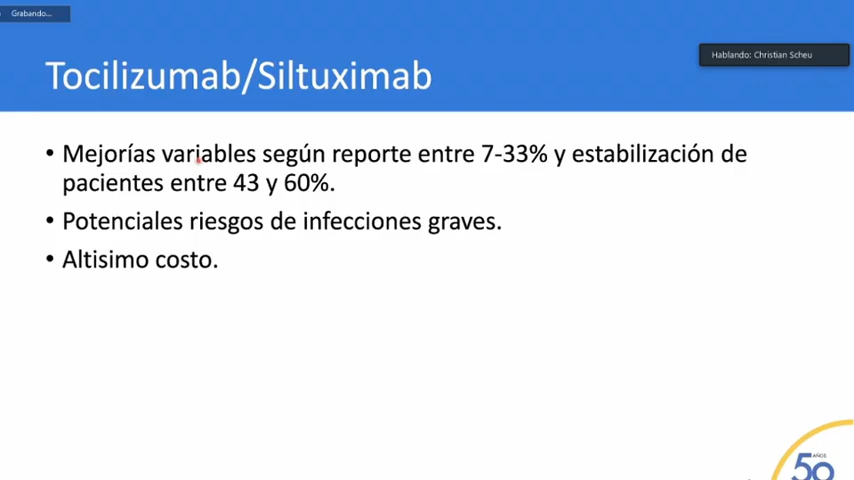 Grabando...
Hablando: Christian Scheu
Tocilizumab/Siltuximab
• Mejorías variables según reporte entre 7-33% y estabilización de
pacientes entre 43 y 60%.
• Potenciales riesgos de infecciones graves.
• Altisimo costo.
50 AÑOS